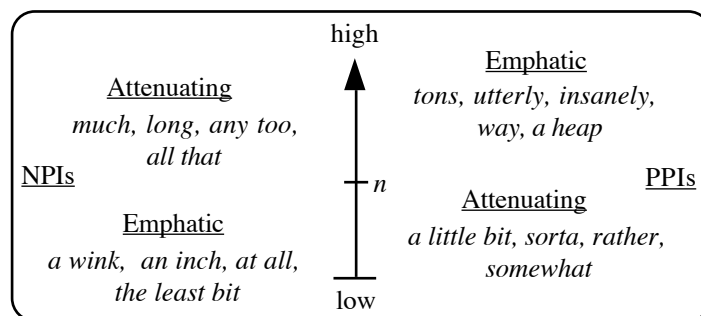 high
Attenuating
much, long, any too,
all that
NPIs
Emphatic
a wink, an inch, at all,
the least bit
n
low
Emphatic
tons, utterly, insanely,
way, a heap
PPIs
Attenuating
a little bit, sorta, rather,
somewhat